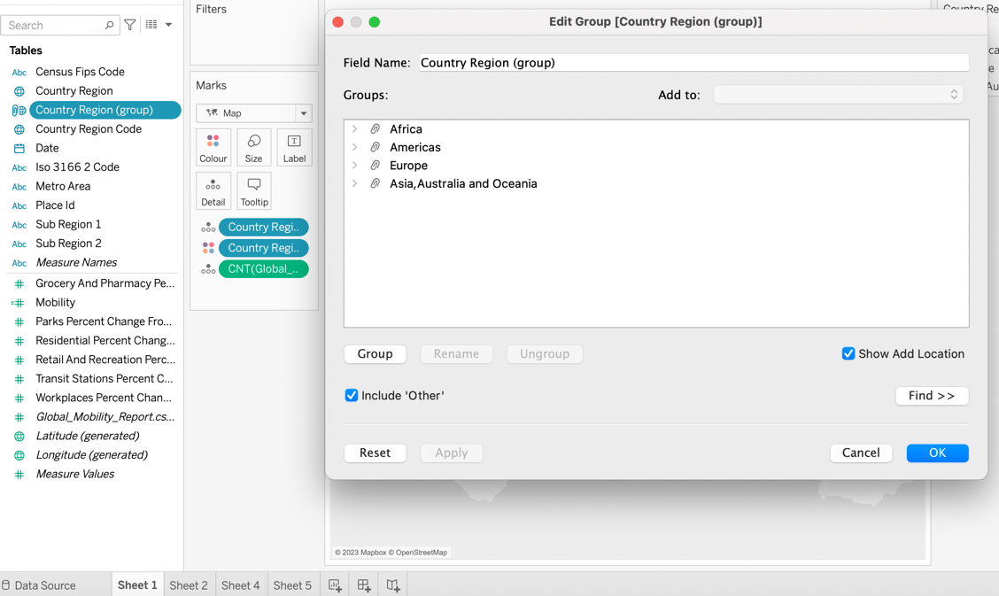 Search
Tables
Abc Census Fips Code
Country Region
Country Region (group)
Country Region Code
Date
Abc Iso 3166 2 Code
Abc Metro Area
Abc Place Id
Abc Sub Region 1
Abc Sub Region 2
Abc Measure Names
Grocery And Pharmacy Pe...
Mobility
Parks Percent Change Fro...
Residential Percent Chang...
Retail And Recreation Perc...
Transit Stations Percent C...
Workplaces Percent Chan...
Global_Mobility_Report.cs...
Latitude (generated)
Longitude (generated)
Measure Values
Filters
Marks
Map
Colour Size Label
Detail Tooltip
Country Regi..
Country Regi..
CNT(Global_..
Edit Group [Country Region (group)]
Field Name: Country Region (group)
Groups: Add to:
Africa
Americas
Europe
Asia,Australia and Oceania
Group Rename Ungroup Show Add Location
Include 'Other' Find >>
Reset Apply Cancel OK
Country Re
Au
© 2023 Mapbox © OpenStreetMap
Data Source Sheet 1 Sheet 2 Sheet 4 Sheet 5